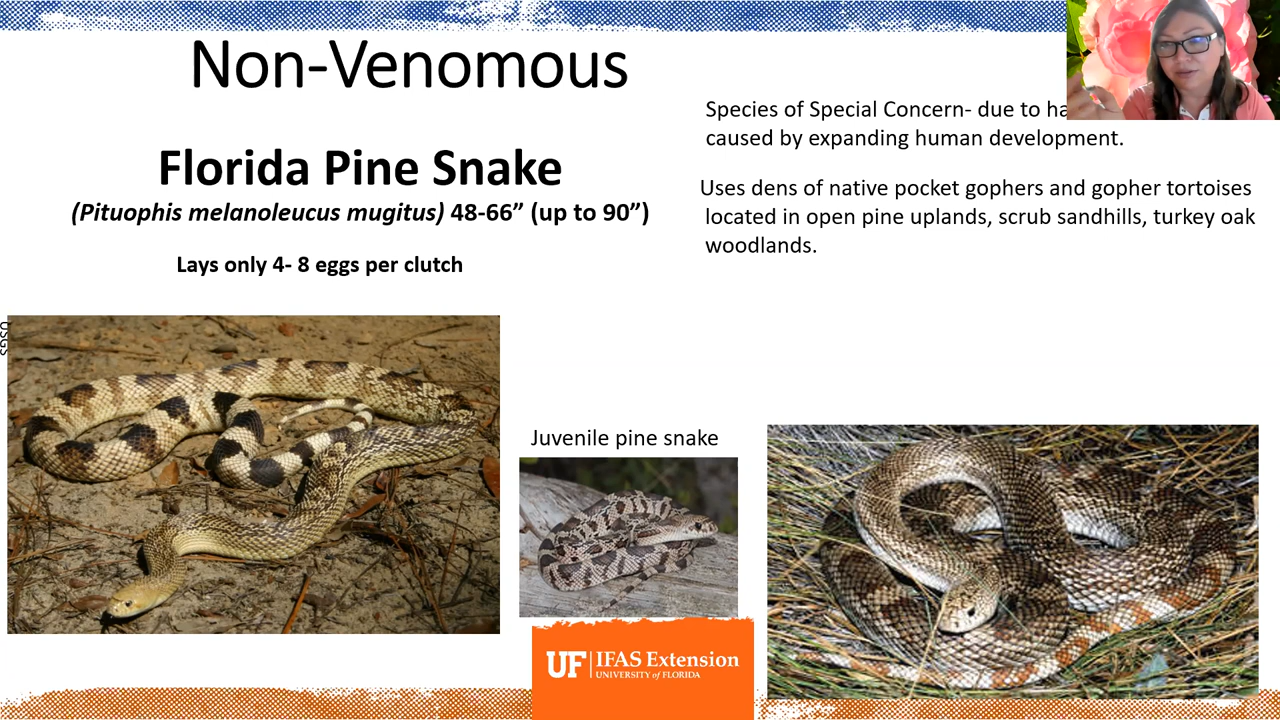 Non-Venomous
Florida Pine Snake
(Pituophis melanoleucus mugitus) 48-66” (up to 90”)
Lays only 4- 8 eggs per clutch
Species of Special Concern- due to
caused by expanding human development.
Uses dens of native pocket gophers and gopher tortoises
located in open pine uplands, scrub sandhills, turkey oak
woodlands.
USGS
Juvenile pine snake
UF IFAS Extension
UNIVERSITY of FLORIDA